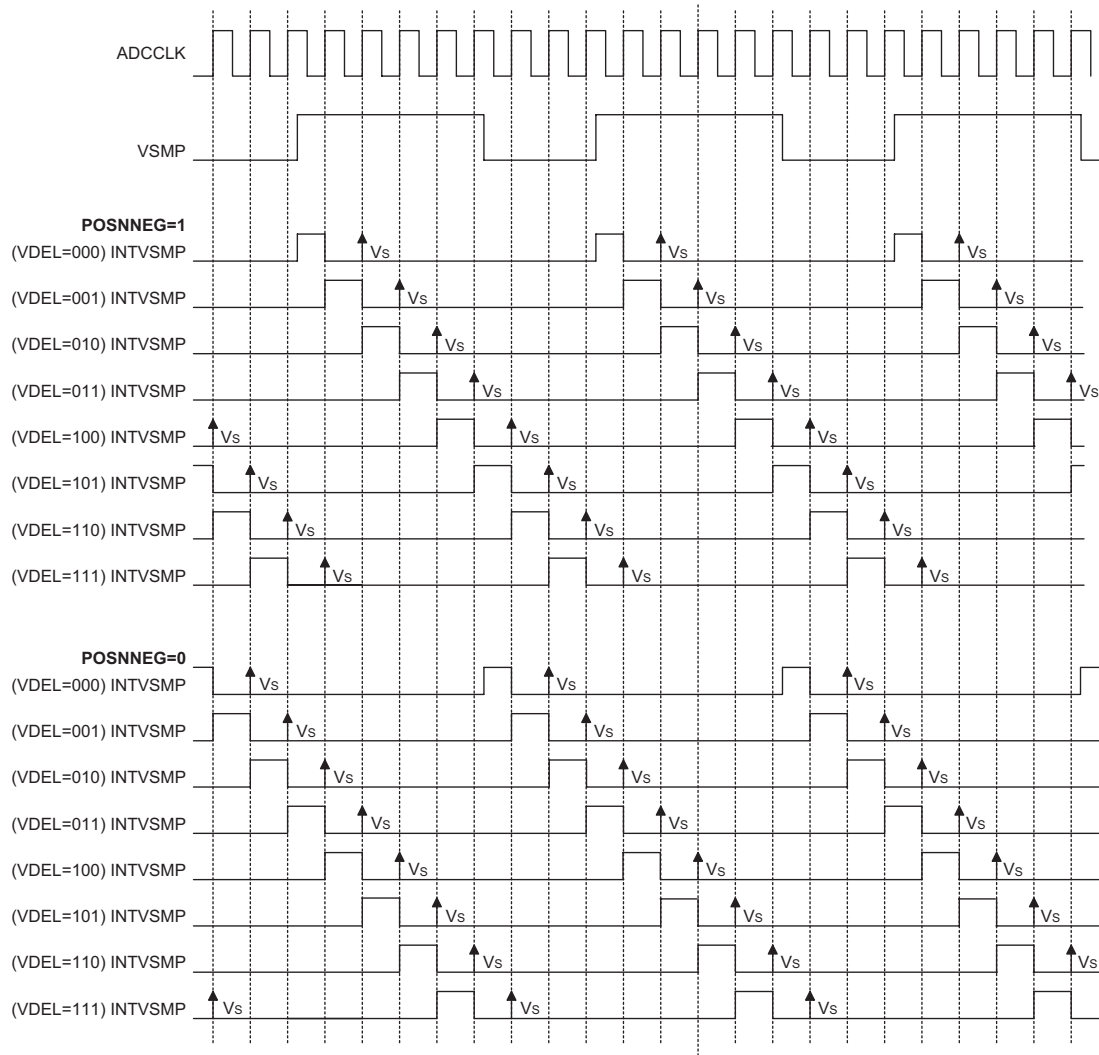 ADCCLK
VSMP
POSNNEG=1
(VDEL=000) INTVSMP Vs Vs Vs
(VDEL=001) INTVSMP Vs Vs Vs
(VDEL=010) INTVSMP Vs Vs Vs
(VDEL=011) INTVSMP Vs Vs Vs
(VDEL=100) INTVSMP Vs Vs Vs
(VDEL=101) INTVSMP Vs Vs Vs
(VDEL=110) INTVSMP Vs Vs Vs
(VDEL=111) INTVSMP Vs Vs Vs
POSNNEG=0
(VDEL=000) INTVSMP Vs Vs Vs
(VDEL=001) INTVSMP Vs Vs Vs
(VDEL=010) INTVSMP Vs Vs Vs
(VDEL=011) INTVSMP Vs Vs Vs
(VDEL=100) INTVSMP Vs Vs Vs
(VDEL=101) INTVSMP Vs Vs Vs
(VDEL=110) INTVSMP Vs Vs Vs
(VDEL=111) INTVSMP Vs Vs Vs